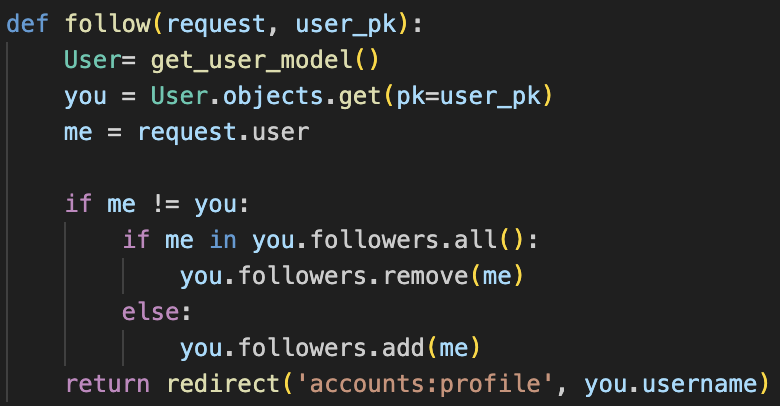 def follow(request, user_pk):
    User= get_user_model()
    you = User.objects.get(pk=user_pk)
    me = request.user

    if me != you:
        if me in you.followers.all():
            you.followers.remove(me)
        else:
            you.followers.add(me)
    return redirect('accounts:profile', you.username)